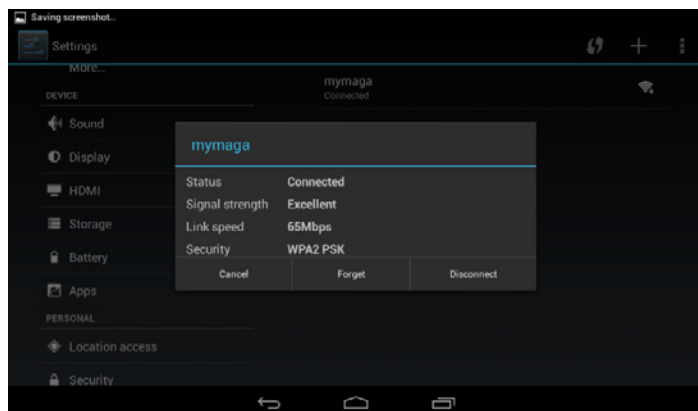 Saving screenshot...
Settings
More...
DEVICE
Sound
Display
HDMI
Storage
Battery
Apps
PERSONAL
Location access
Security
mymaga
Connected
mymaga
Status Connected
Signal strength Excellent
Link speed 65Mbps
Security WPA2 PSK
Cancel Forget Disconnect